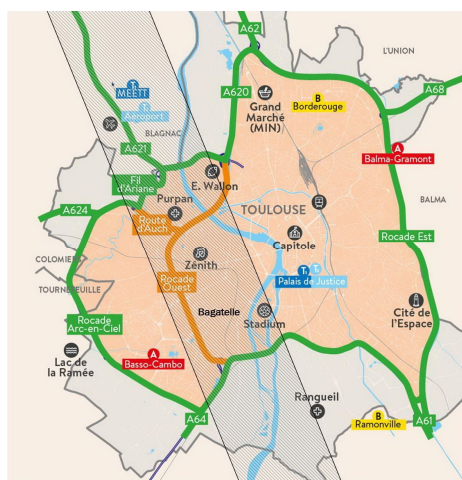 A62
L'UNION
T1
MEETT
T2
Aéroport
A620
Grand
Marché
(MIN)
B
Borderouge
A68
BLAGNAC
A621
A
Balma-Gramont
Fil
d'Ariane
E. Wallon
Purpan
BALMA
A624
TOULOUSE
Route
d'Auch
Capitole
Rocade Est
COLOMIERS
Zénith
T1
T2
Palais de Justice
TOURNEFEUILLE
Rocade
Ouest
Bagatelle
Cité de
l'Espace
Rocade
Arc-en-Ciel
Stadium
Lac de
la Ramée
A
Basso-Cambo
Rangueil
A64
B
Ramonville
A61